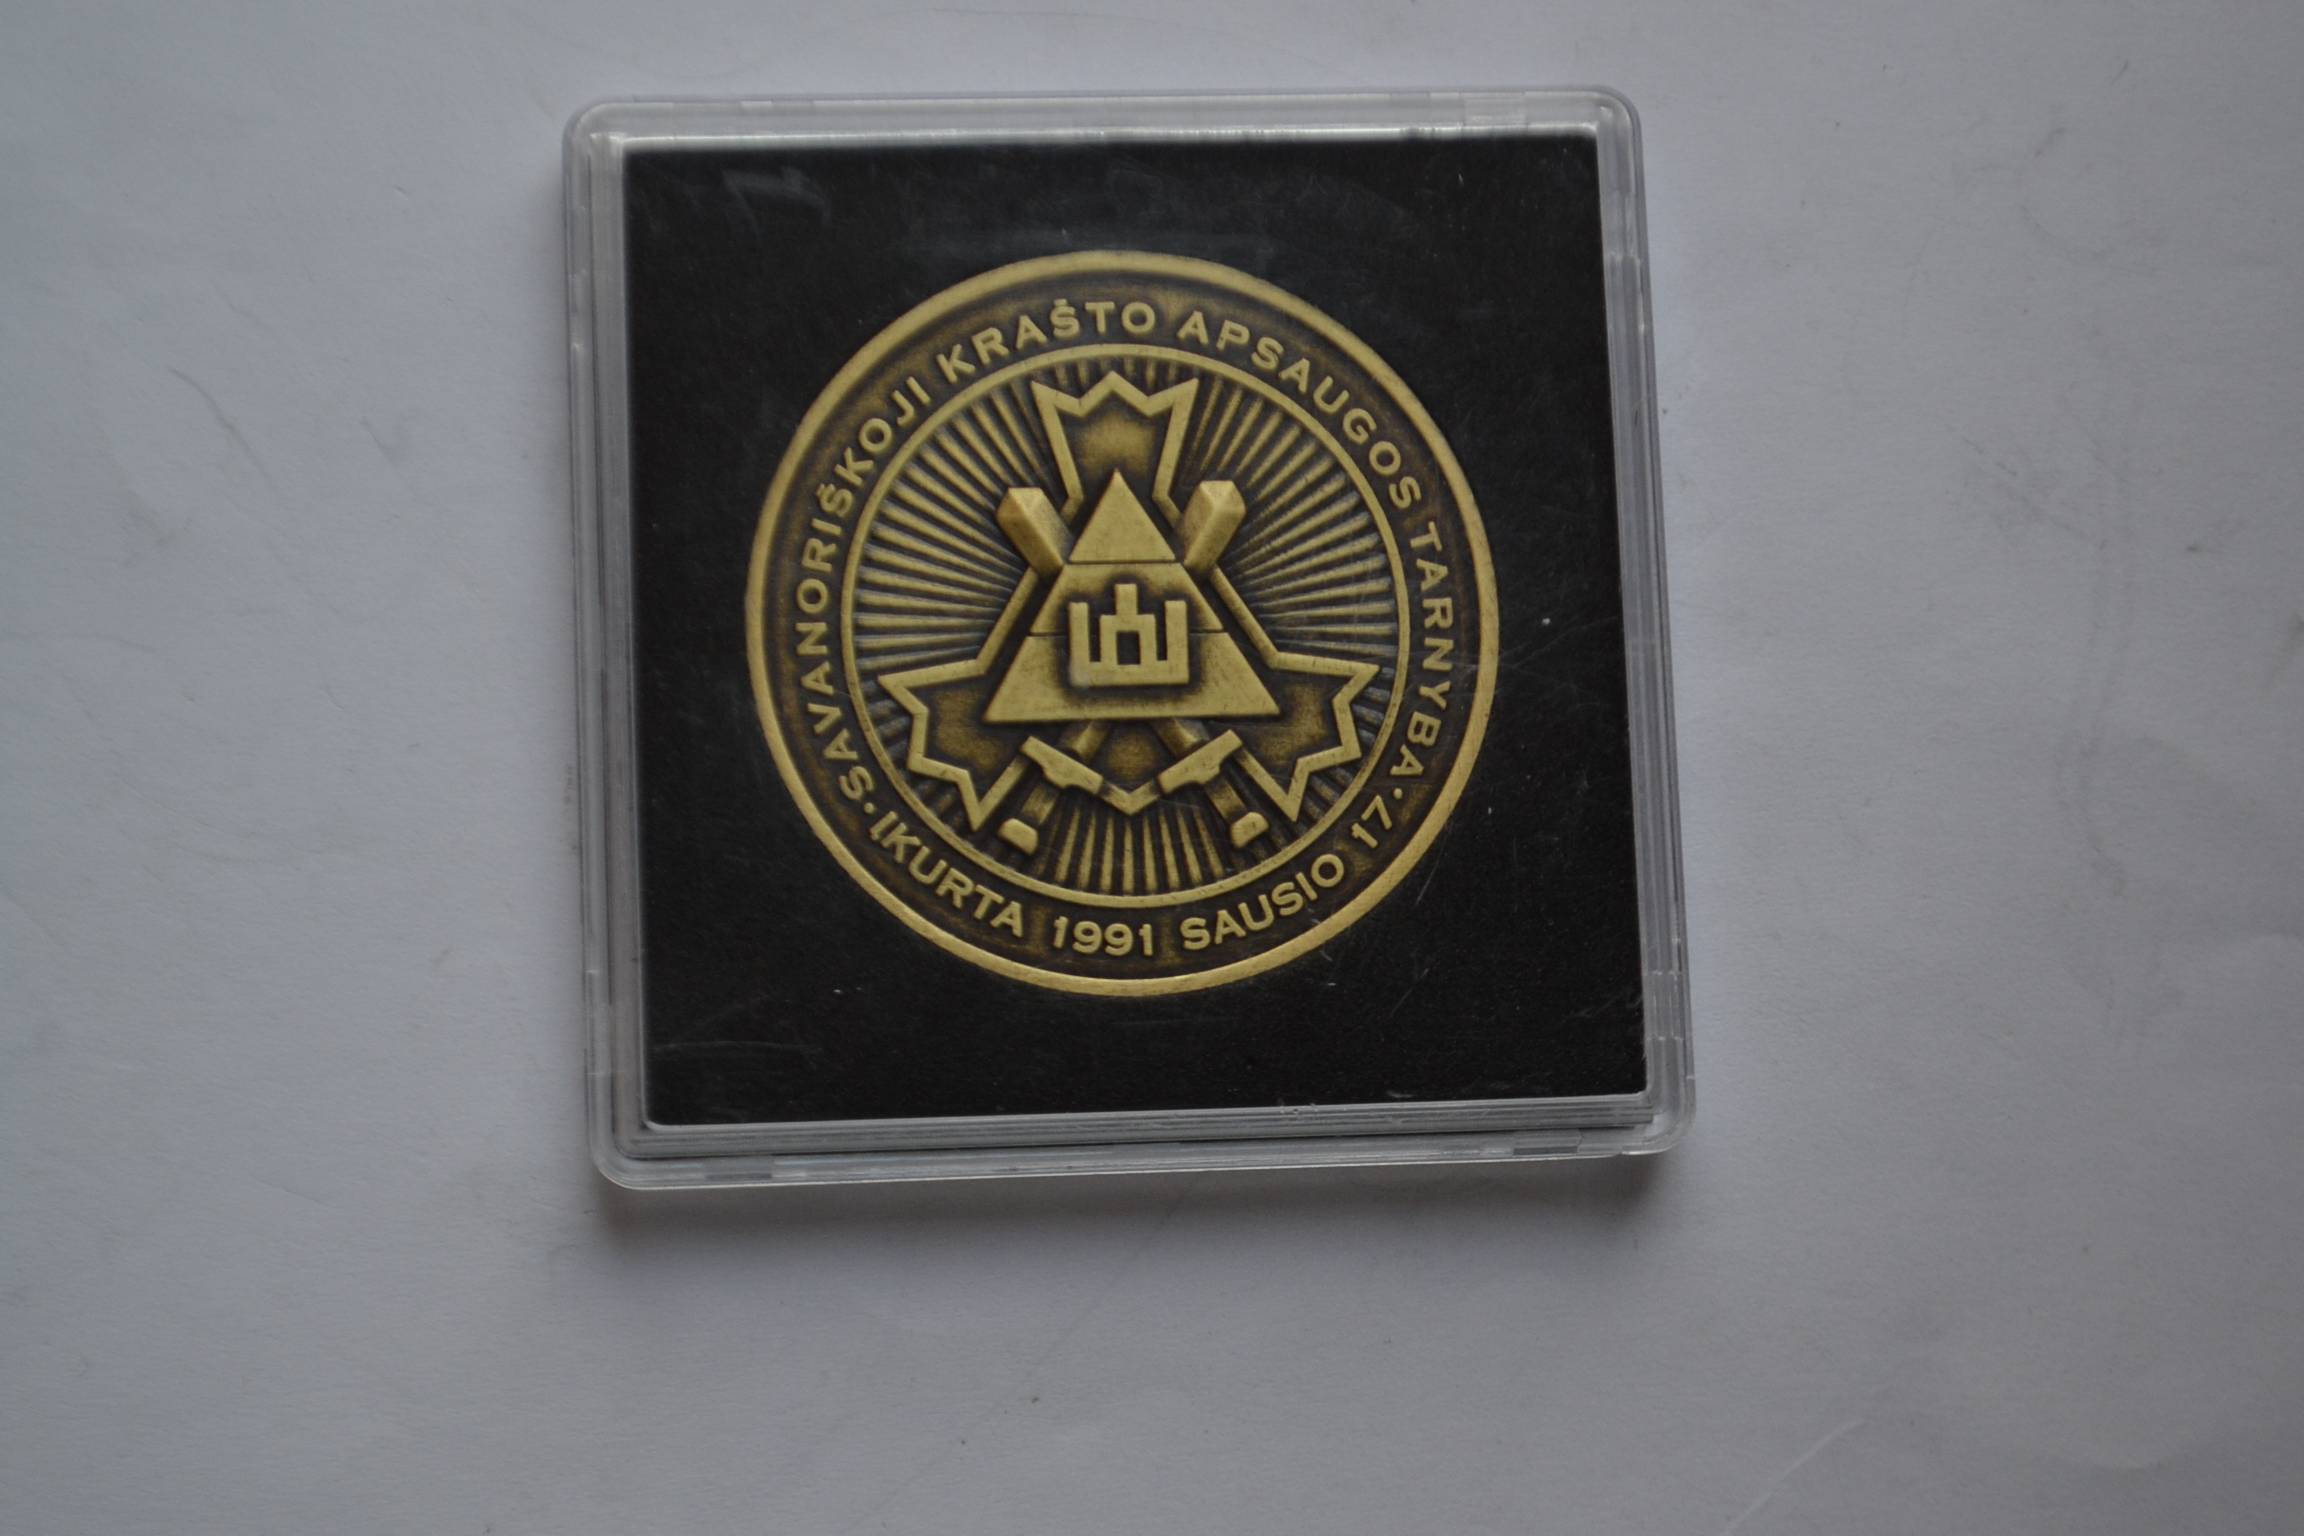 SAVANORIŠKOJI KRAŠTO APSAUGOS TARNYBA
·ĮKURTA 1991 SAUSIO 17·